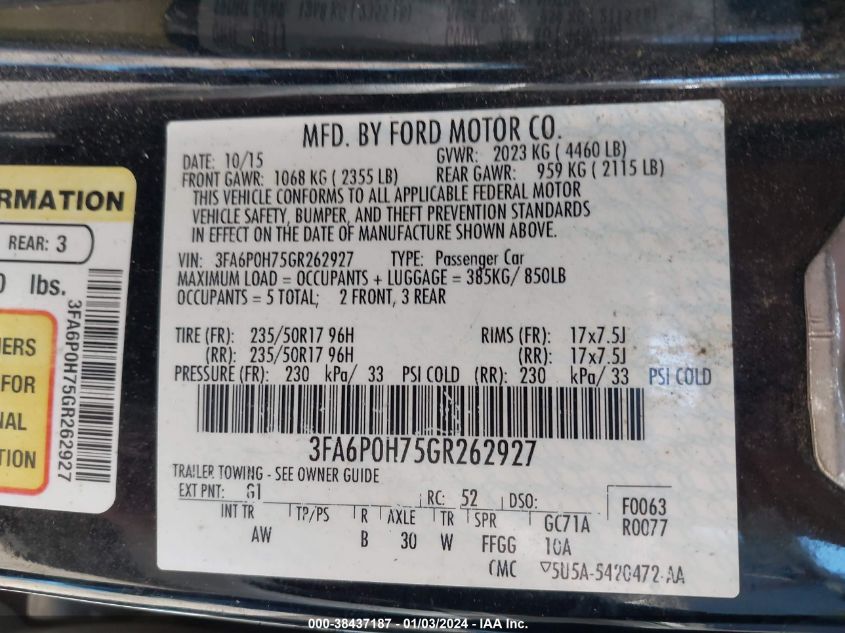 MFD. BY FORD MOTOR CO.
DATE: 10/15 GVWR: 2023 KG ( 4460 LB)
FRONT GAWR: 1068 KG ( 2355 LB) REAR GAWR: 959 KG ( 2115 LB)
THIS VEHICLE CONFORMS TO ALL APPLICABLE FEDERAL MOTOR
VEHICLE SAFETY, BUMPER, AND THEFT PREVENTION STANDARDS
IN EFFECT ON THE DATE OF MANUFACTURE SHOWN ABOVE.
VIN: 3FA6P0H75GR262927 TYPE: Passenger Car
MAXIMUM LOAD = OCCUPANTS + LUGGAGE = 385KG/ 850LB
OCCUPANTS = 5 TOTAL; 2 FRONT, 3 REAR
TIRE (FR): 235/50R17 96H RIMS (FR): 17x7.5J
(RR): 235/50R17 96H (RR): 17x7.5J
PRESSURE (FR): 230 kPa/ 33 PSI COLD (RR): 230 kPa/ 33 PSI COLD
3FA6P0H75GR262927
TRAILER TOWING - SEE OWNER GUIDE
EXT PNT: G1 RC: 52 DSO: F0063
INT TR TP/PS R AXLE TR SPR GC71A R0077
AW B 30 W FFGG 10A
CMC 5U5A-5420472-AA
RMATION
REAR: 3
0 lbs.
NERS
FOR
NAL
TION
3FA6P0H75GR262927
000-38437187 - 01/03/2024 - IAA Inc.